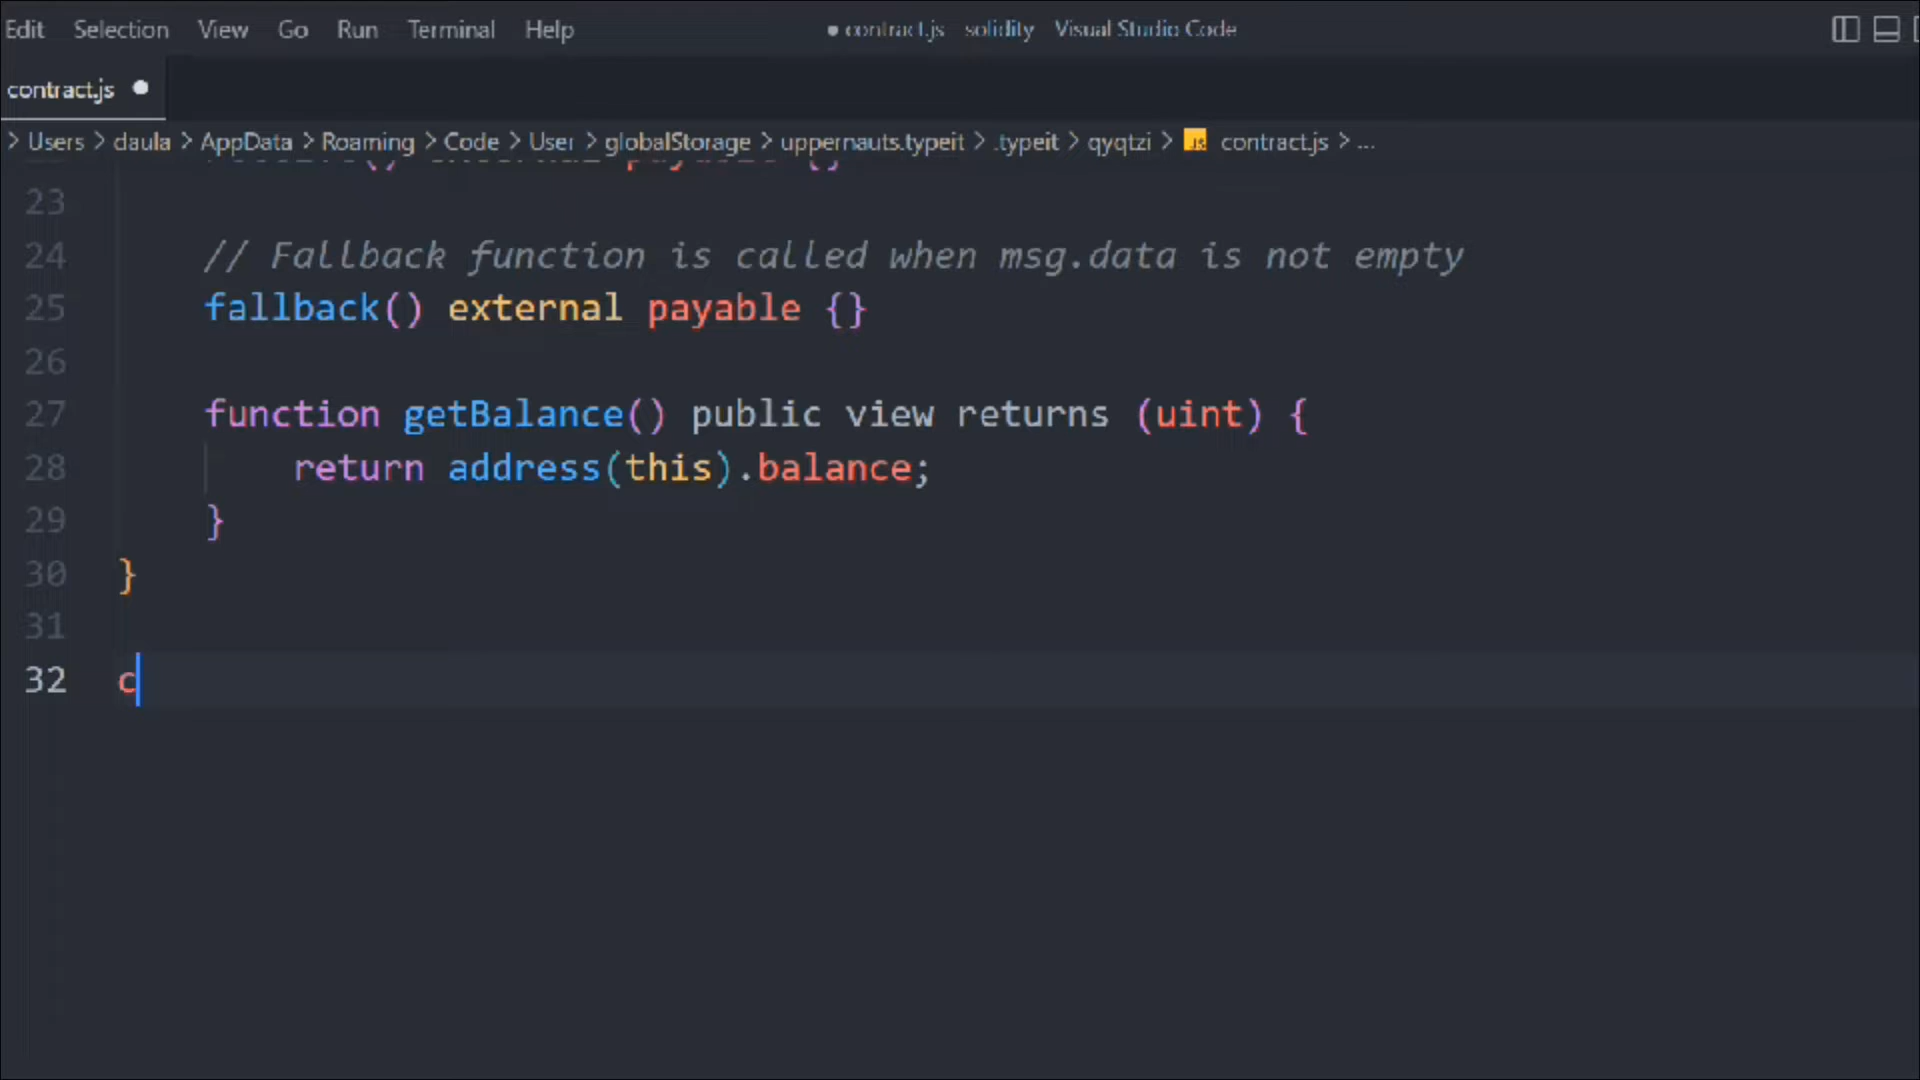 Edit Selection View Go Run Terminal Help ● contract.js solidity Visual Studio Code
contract.js ●
> Users > daula > AppData > Roaming > Code > User > globalStorage > uppernauts.typeit > .typeit > qyqtzi > JS contract.js > ...
23
24 // Fallback function is called when msg.data is not empty
25 fallback() external payable {}
26
27 function getBalance() public view returns (uint) {
28 return address(this).balance;
29 }
30 }
31
32 c